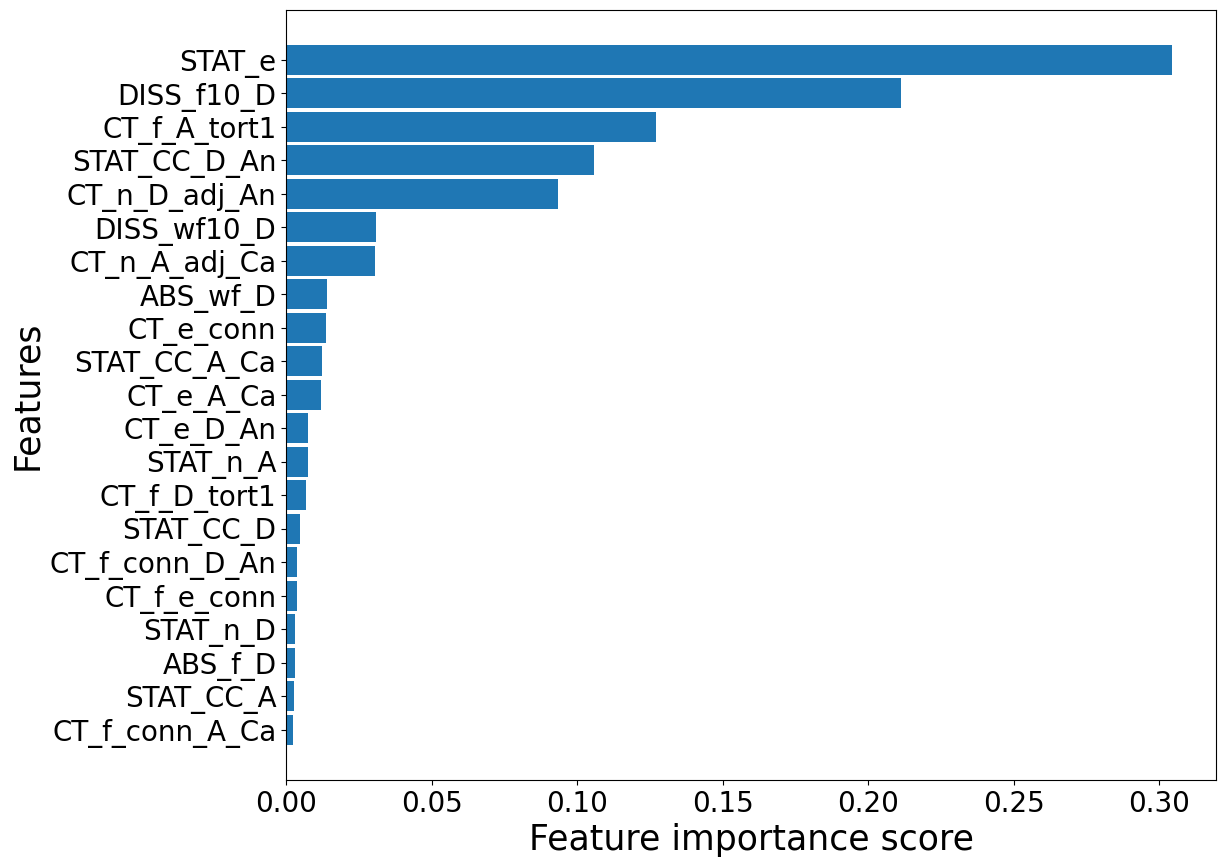 STAT_e
DISS_f10_D
CT_f_A_tort1
STAT_CC_D_An
CT_n_D_adj_An
DISS_wf10_D
CT_n_A_adj_Ca
ABS_wf_D
CT_e_conn
STAT_CC_A_Ca
CT_e_A_Ca
CT_e_D_An
STAT_n_A
CT_f_D_tort1
STAT_CC_D
CT_f_conn_D_An
CT_f_e_conn
STAT_n_D
ABS_f_D
STAT_CC_A
CT_f_conn_A_Ca
Features
0.00 0.05 0.10 0.15 0.20 0.25 0.30
Feature importance score